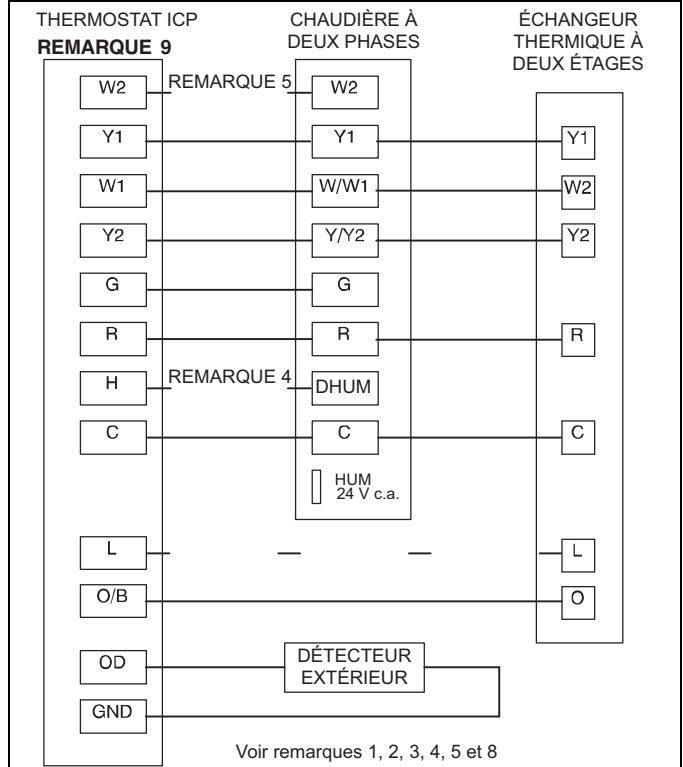 THERMOSTAT ICP
REMARQUE 9
CHAUDIÈRE À
DEUX PHASES
ÉCHANGEUR
THERMIQUE À
DEUX ÉTAGES
W2 REMARQUE 5 W2
Y1 Y1 Y1
W1 W/W1 W2
Y2 Y/Y2 Y2
G G
R R R
H REMARQUE 4 DHUM
C C C
HUM
24 V c.a.
L L
O/B O
OD DÉTECTEUR
EXTÉRIEUR
GND
Voir remarques 1, 2, 3, 4, 5 et 8